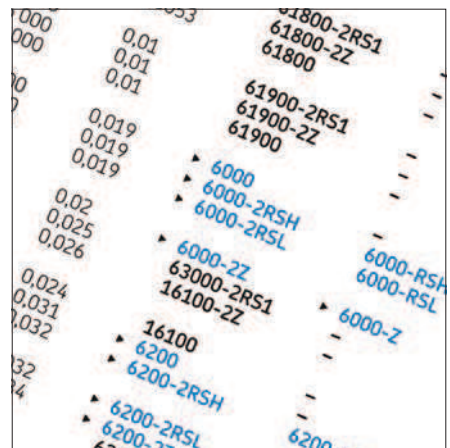 000
000
0,01
0,01
0,01
0,019
0,019
0,019
0,02
0,025
0,026
0,024
0,031
0,032
61800-2RS1
61800-2Z
61800
61900-2RS1
61900-2Z
61900
6000
6000-2RSH
6000-2RSL
6000-2Z
63000-2RS1
16100-2Z
16100
6200
6200-2RSH
6200-2RSL
–
–
–
–
–
–
–
6000-RSH
6000-RSL
6000-Z
–
–
–
–